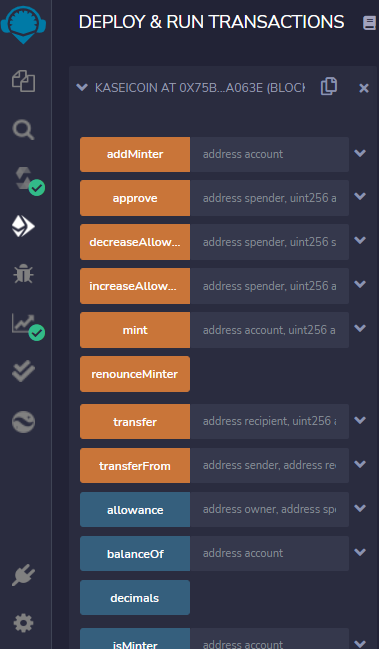 DEPLOY & RUN TRANSACTIONS
KASEICOIN AT 0X75B...A063E (BLOCK
addMinter address account
approve address spender, uint256 a
decreaseAllow... address spender, uint256 s
increaseAllow... address spender, uint256 a
mint address account, uint256 a
renounceMinter
transfer address recipient, uint256 a
transferFrom address sender, address re
allowance address owner, address spe
balanceOf address account
decimals
isMinter address account